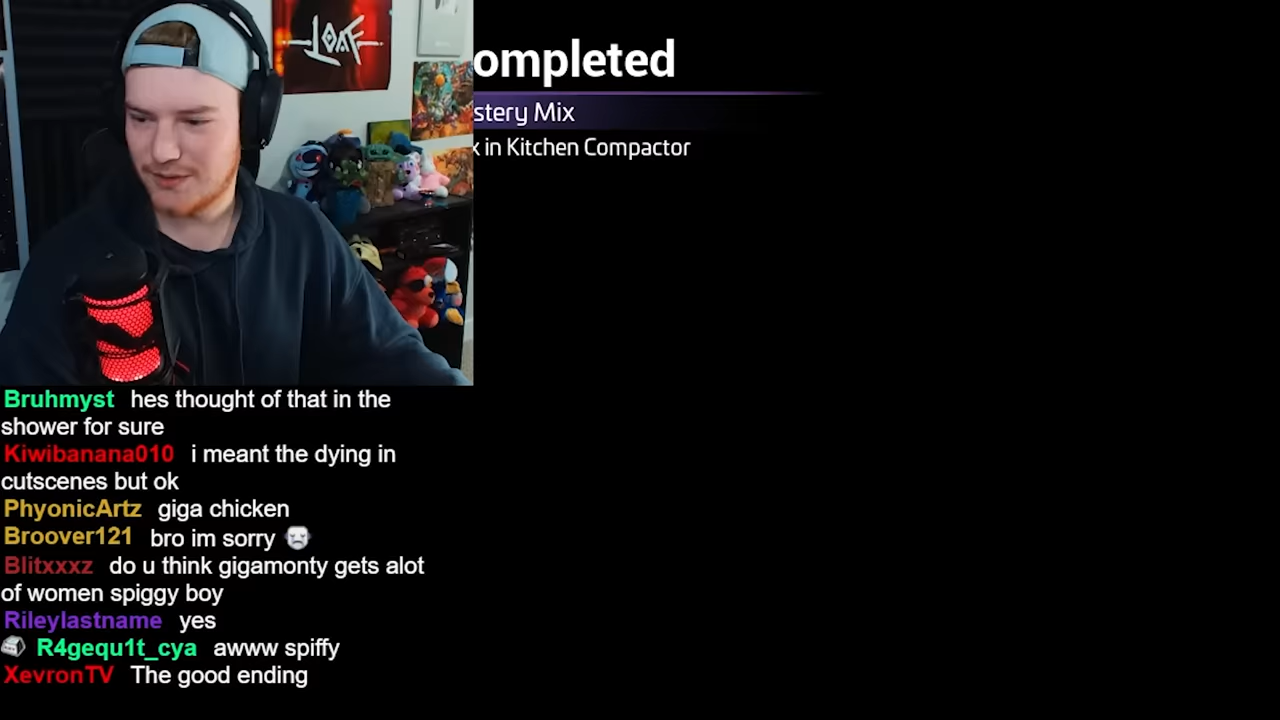 LOAF
ompleted
stery Mix
x in Kitchen Compactor
Bruhmyst hes thought of that in the
shower for sure
Kiwibanana010 i meant the dying in
cutscenes but ok
PhyonicArtz giga chicken
Broover121 bro im sorry
Blitxxxz do u think gigamonty gets alot
of women spiggy boy
Rileylastname yes
R4gequ1t_cya awww spiffy
XevronTV The good ending